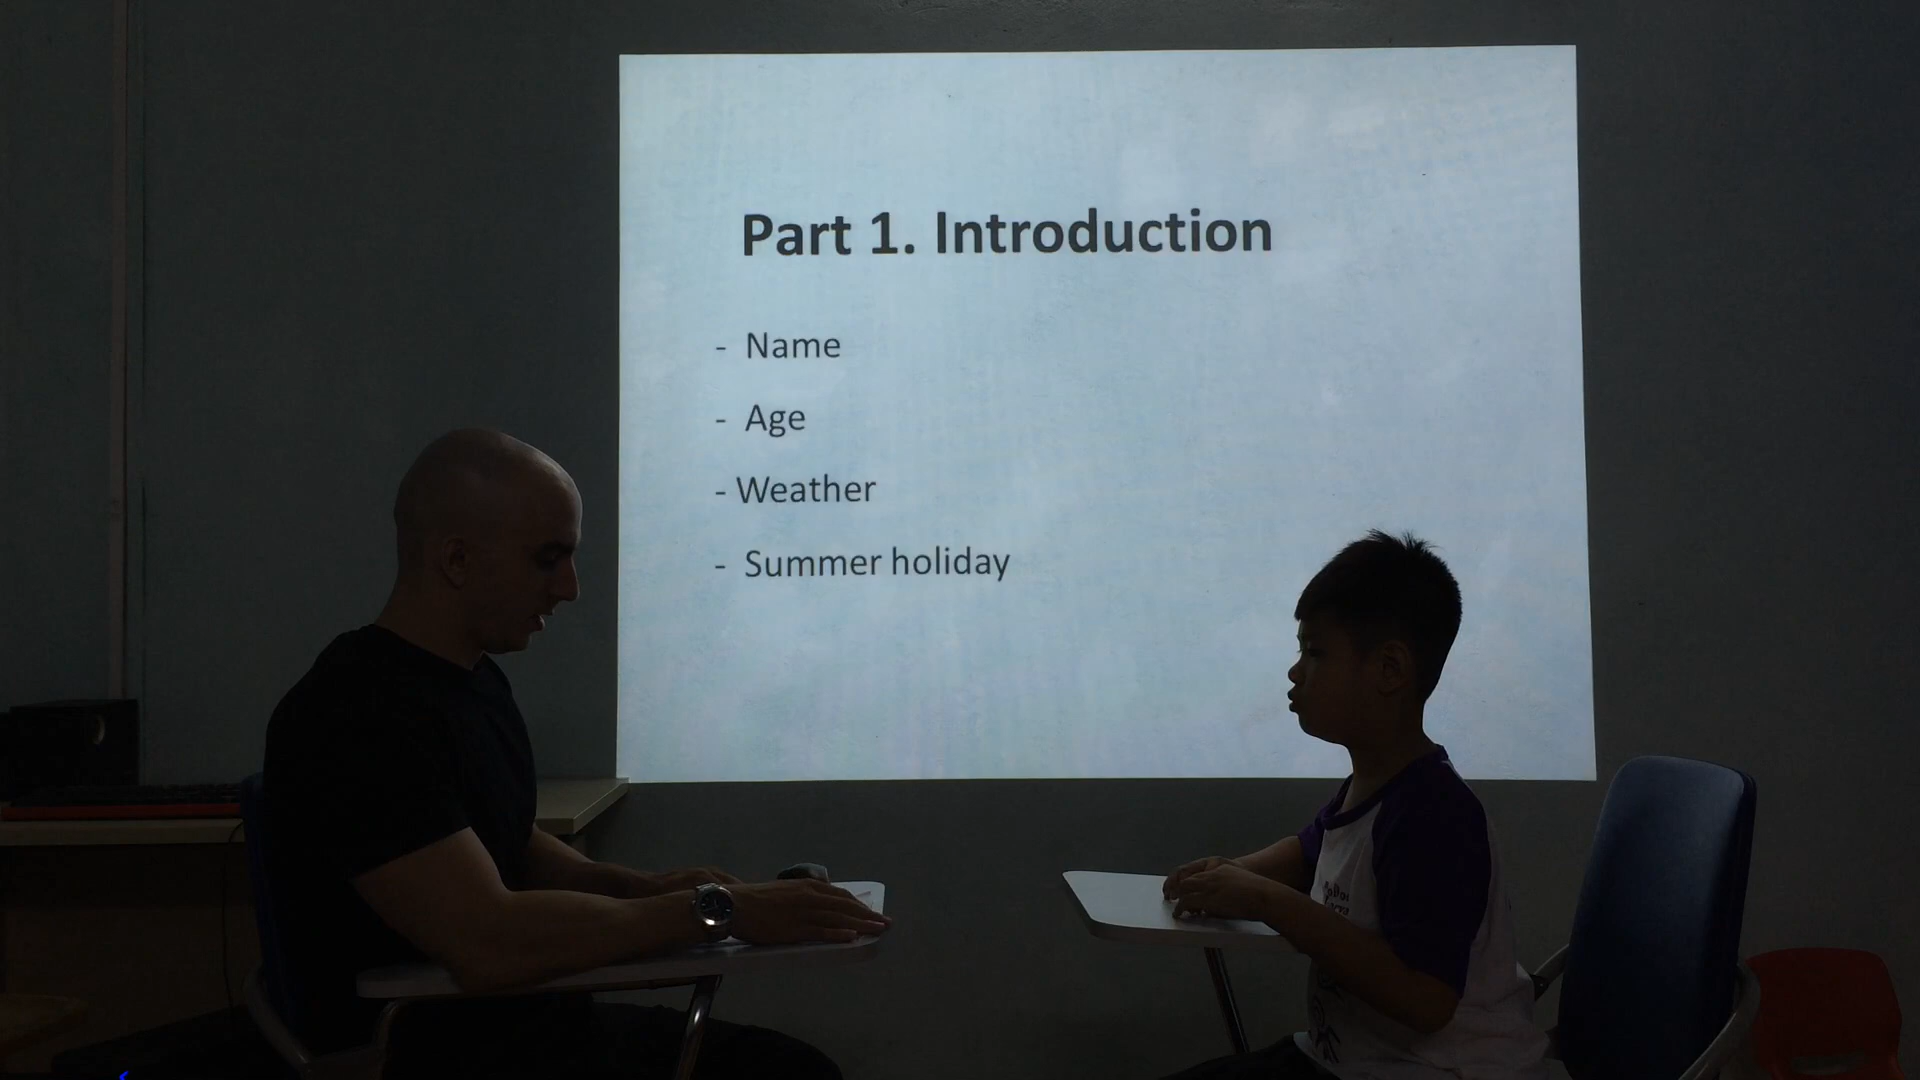 Part 1. Introduction
- Name
- Age
- Weather
- Summer holiday